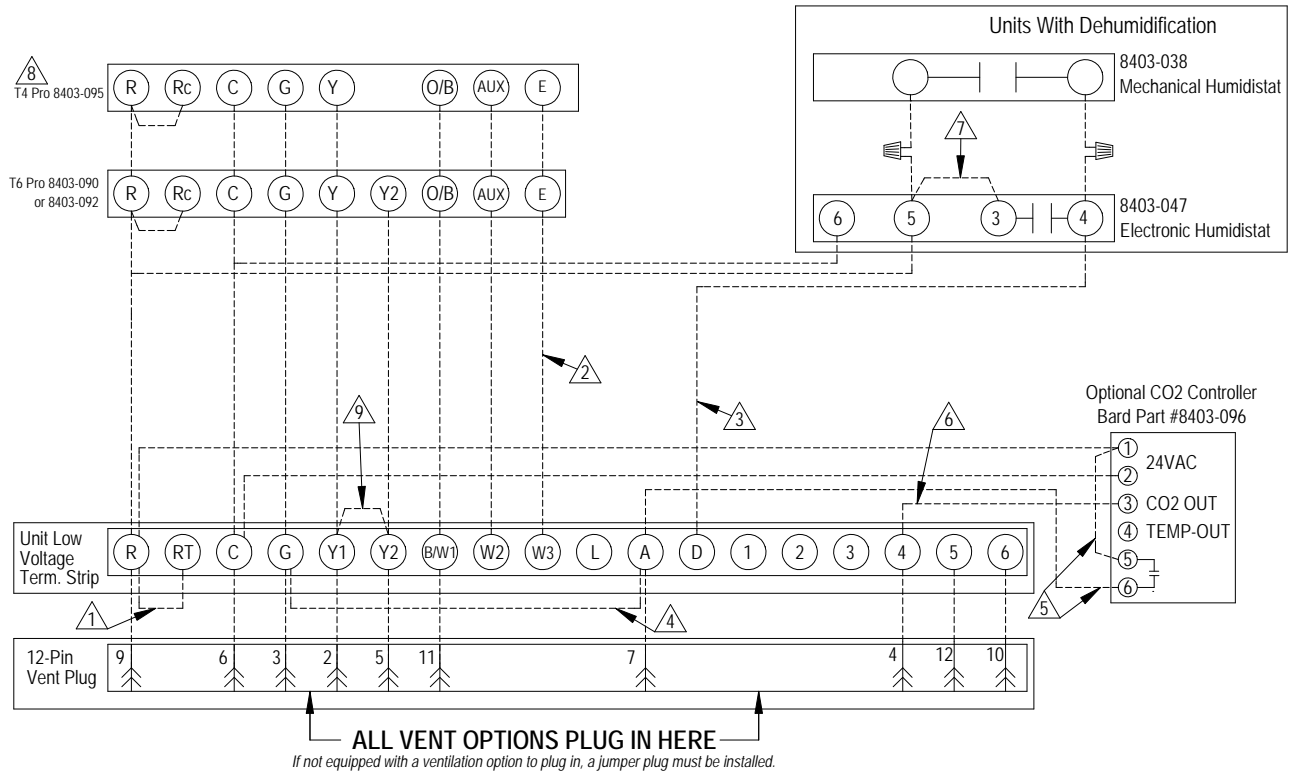 Units With Dehumidification
8403-038
Mechanical Humidistat
8
T4 Pro 8403-095
R Rc C G Y O/B AUX E
7
T6 Pro 8403-090
or 8403-092
R Rc C G Y Y2 O/B AUX E
6 5 3 4
8403-047
Electronic Humidistat
2
3
9
6
Optional CO2 Controller
Bard Part #8403-096
1
24VAC
2
3 CO2 OUT
4 TEMP-OUT
5
6
5
Unit Low
Voltage
Term. Strip
R RT C G Y1 Y2 B/W1 W2 W3 L A D 1 2 3 4 5 6
1
4
12-Pin
Vent Plug
9 6 3 2 5 11 7 4 12 10
ALL VENT OPTIONS PLUG IN HERE
If not equipped with a ventilation option to plug in, a jumper plug must be installed.